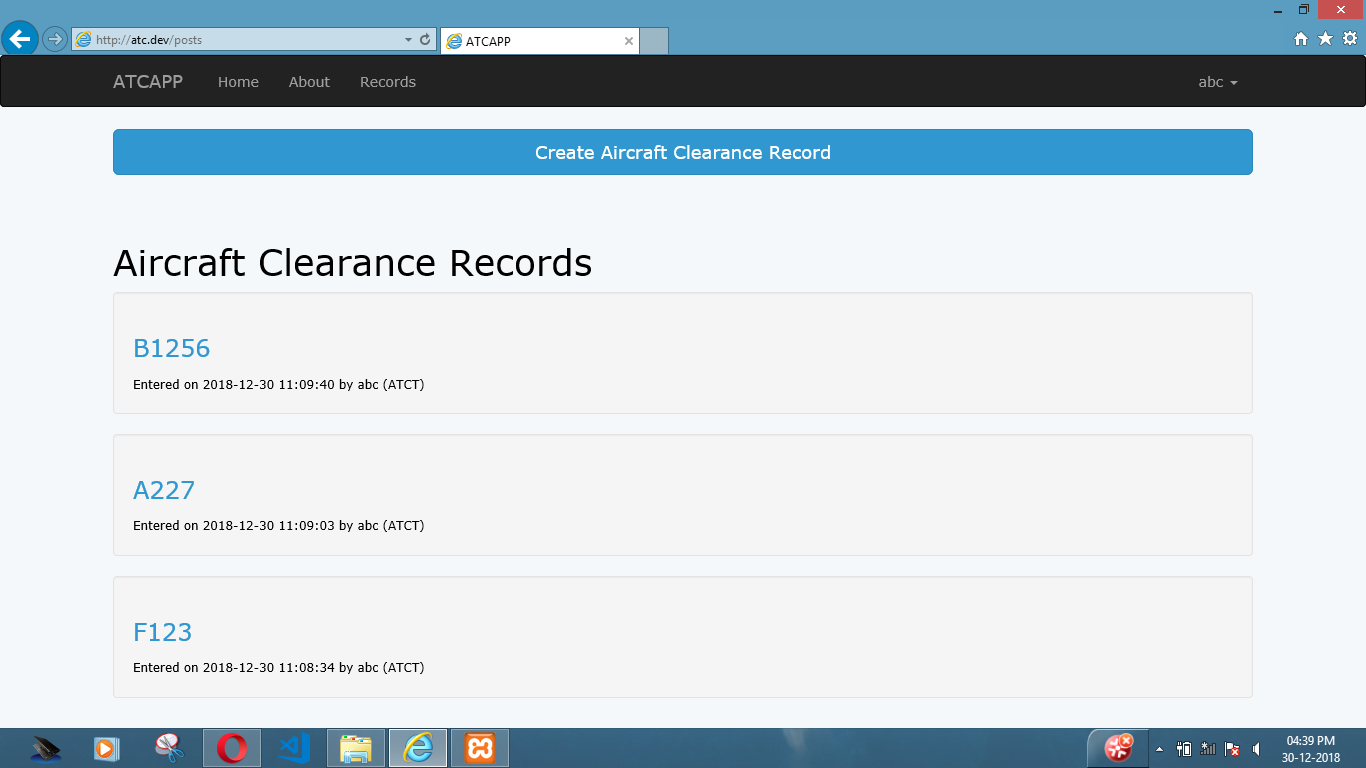 http://atc.dev/posts
ATCAPP
ATCAPP Home About Records abc
Create Aircraft Clearance Record
Aircraft Clearance Records
B1256
Entered on 2018-12-30 11:09:40 by abc (ATCT)
A227
Entered on 2018-12-30 11:09:03 by abc (ATCT)
F123
Entered on 2018-12-30 11:08:34 by abc (ATCT)
04:39 PM
30-12-2018